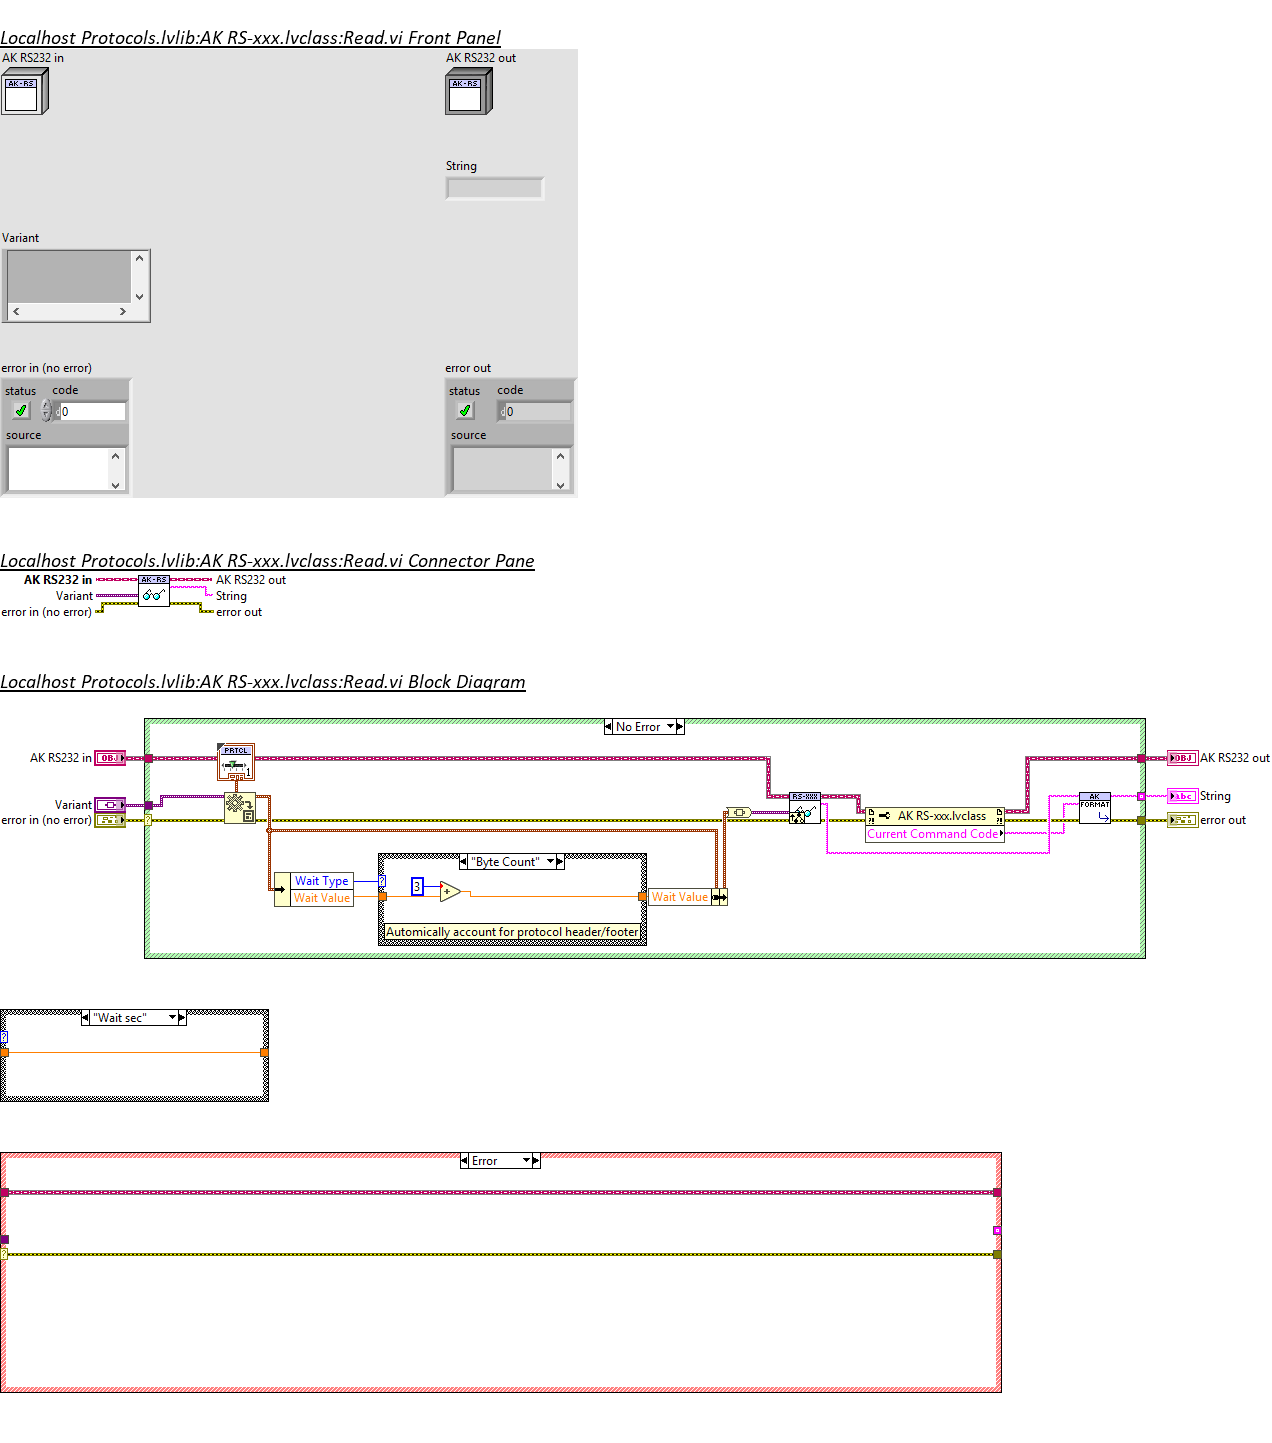 Localhost Protocols.lvlib:AK RS-xxx.lvclass:Read.vi Front Panel
AK RS232 in
AK RS232 out
AK-RS
AK-RS
String
Variant
error in (no error)
error out
status code
status code
d 0
d 0
source
source
Localhost Protocols.lvlib:AK RS-xxx.lvclass:Read.vi Connector Pane
AK RS232 in
AK-RS
AK RS232 out
Variant
String
error in (no error)
error out
Localhost Protocols.lvlib:AK RS-xxx.lvclass:Read.vi Block Diagram
No Error
AK RS232 in
OBJ
PRTCL
1
OBJ
AK RS232 out
Variant
RS-XXX
AK
FORMAT
abc
String
error in (no error)
?
?!
AK RS-xxx.lvclass
?!
error out
Current Command Code
"Byte Count"
Wait Type
?
3
+
Wait Value
Wait Value
Automically account for protocol header/footer
"Wait sec"
?
Error
?